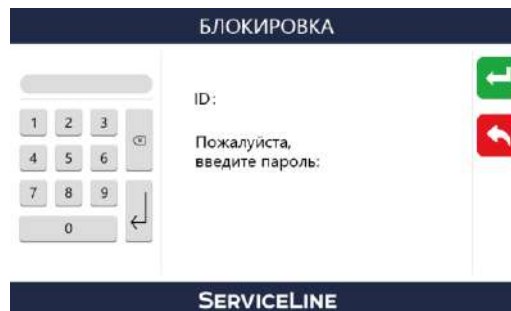 БЛОКИРОВКА
1 2 3
4 5 6
7 8 9
0
ID:
Пожалуйста,
введите пароль:
SERVICELINE